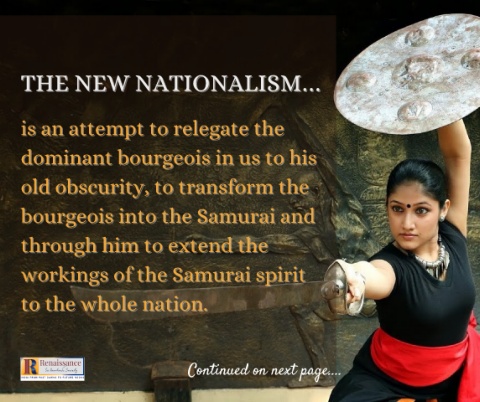 THE NEW NATIONALISM...
is an attempt to relegate the
dominant bourgeois in us to his
old obscurity, to transform the
bourgeois into the Samurai and
through him to extend the
workings of the Samurai spirit
to the whole nation.
Renaissance
Continued on next page....